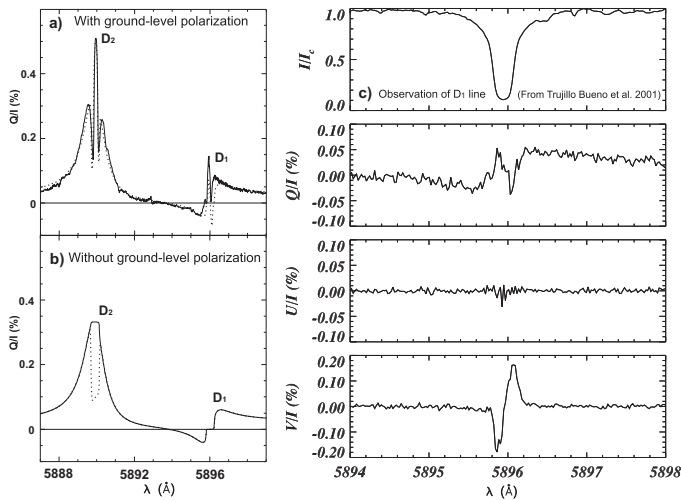 a) With ground-level polarization
D2
D1
Q/I (%)
0.4
0.2
0
b) Without ground-level polarization
D2
D1
Q/I (%)
0.4
0.2
0
5888 5892 5896
λ (Å)
I/Ic
1.0
0.5
0.0
c) Observation of D1 line (From Trujillo Bueno et al. 2001)
Q/I (%)
0.10
0.05
0.00
-0.05
-0.10
U/I (%)
0.10
0.05
0.00
-0.05
-0.10
V/I (%)
0.20
0.10
0.00
-0.10
-0.20
5894 5895 5896 5897 5898
λ (Å)